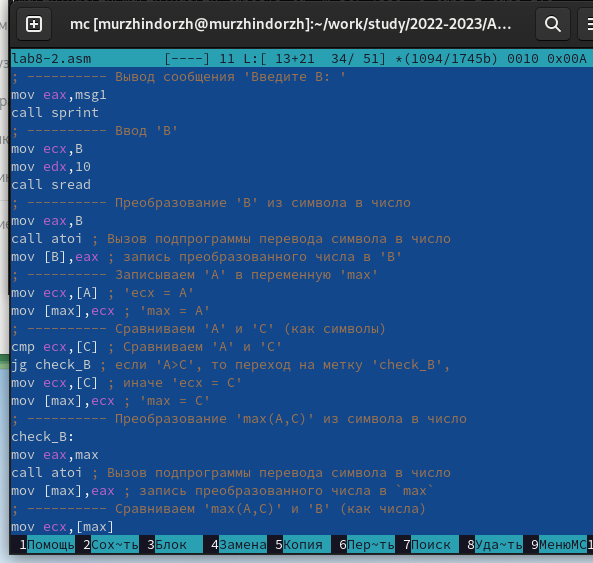 mc [murzhindorzh@murzhindorzh]:~/work/study/2022-2023/A...
lab8-2.asm [----] 11 L:[ 13+21 34/ 51] *(1094/1745b) 0010 0x00A
; ---------- Вывод сообщения 'Введите B: '
mov eax,msg1
call sprint
; ---------- Ввод 'B'
mov ecx,B
mov edx,10
call sread
; ---------- Преобразование 'B' из символа в число
mov eax,B
call atoi ; Вызов подпрограммы перевода символа в число
mov [B],eax ; запись преобразованного числа в 'B'
; ---------- Записываем 'A' в переменную 'max'
mov ecx,[A] ; 'ecx = A'
mov [max],ecx ; 'max = A'
; ---------- Сравниваем 'A' и 'С' (как символы)
cmp ecx,[C] ; Сравниваем 'A' и 'С'
jg check_B ; если 'A>C', то переход на метку 'check_B',
mov ecx,[C] ; иначе 'ecx = C'
mov [max],ecx ; 'max = C'
; ---------- Преобразование 'max(A,C)' из символа в число
check_B:
mov eax,max
call atoi ; Вызов подпрограммы перевода символа в число
mov [max],eax ; запись преобразованного числа в `max`
; ---------- Сравниваем 'max(A,C)' и 'B' (как числа)
mov ecx,[max]
1Помощь 2Сох~ть 3Блок 4Замена 5Копия 6Пер~ть 7Поиск 8Уда~ть 9МенюMC1